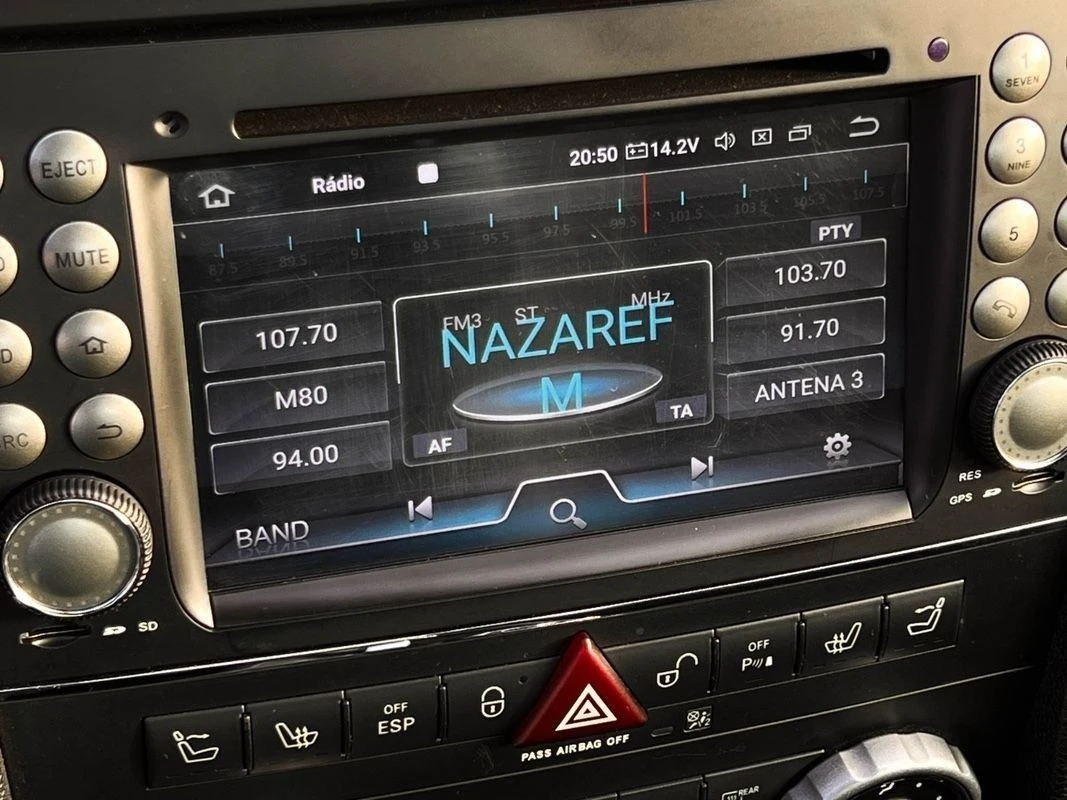 1
SEVEN
EJECT
Rádio
20:50
14.2V
3
NINE
87.5 89.5 91.5 93.5 95.5 97.5 99.5 101.5 103.5 105.5 107.5
MUTE
PTY
5
107.70
FM3 ST MHz
103.70
NAZAREF
M
M80
91.70
94.00
AF
TA
ANTENA 3
BAND
RES
GPS
SD
OFF
ESP
OFF
P
PASS AIRBAG OFF
REAR